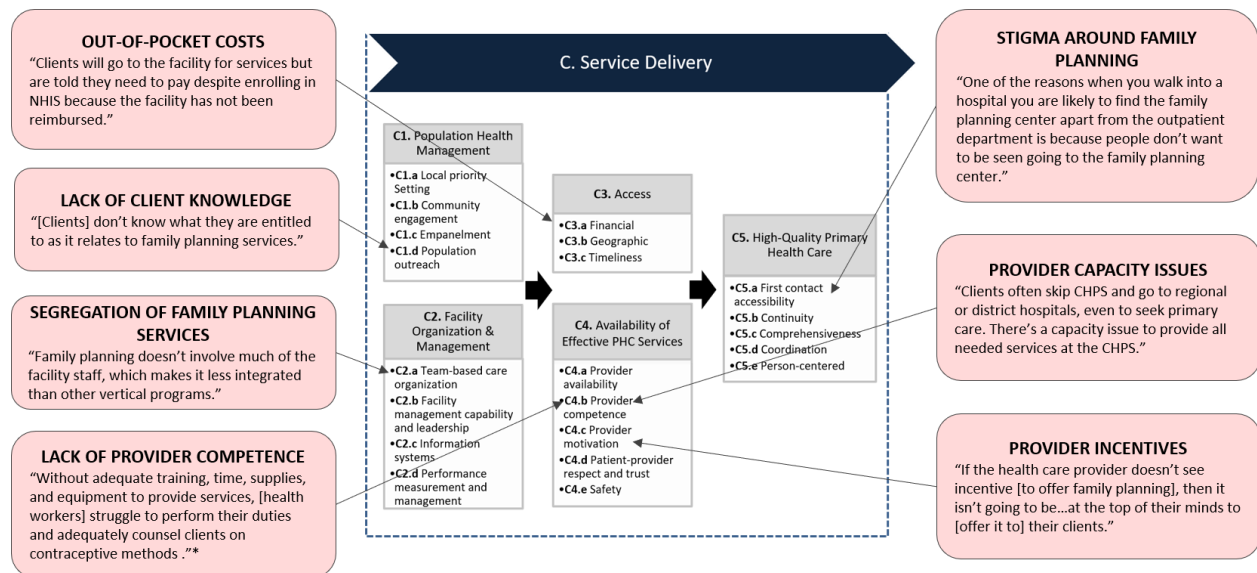 OUT-OF-POCKET COSTS
“Clients will go to the facility for services but
are told they need to pay despite enrolling in
NHIS because the facility has not been
reimbursed.”
LACK OF CLIENT KNOWLEDGE
“[Clients] don’t know what they are entitled
to as it relates to family planning services.”
SEGREGATION OF FAMILY PLANNING
SERVICES
“Family planning doesn’t involve much of the
facility staff, which makes it less integrated
than other vertical programs.”
LACK OF PROVIDER COMPETENCE
“Without adequate training, time, supplies,
and equipment to provide services, [health
workers] struggle to perform their duties
and adequately counsel clients on
contraceptive methods .”*
C. Service Delivery
C1. Population Health
Management
•C1.a Local priority
Setting
•C1.b Community
engagement
•C1.c Empanelment
•C1.d Population
outreach
C2. Facility
Organization &
Management
•C2.a Team-based care
organization
•C2.b Facility
management capability
and leadership
•C2.c Information
systems
•C2.d Performance
measurement and
management
C3. Access
•C3.a Financial
•C3.b Geographic
•C3.c Timeliness
C4. Availability of
Effective PHC Services
•C4.a Provider
availability
•C4.b Provider
competence
•C4.c Provider
motivation
•C4.d Patient-provider
respect and trust
•C4.e Safety
C5. High-Quality Primary
Health Care
•C5.a First contact
accessibility
•C5.b Continuity
•C5.c Comprehensiveness
•C5.d Coordination
•C5.e Person-centered
STIGMA AROUND FAMILY
PLANNING
“One of the reasons when you walk into a
hospital you are likely to find the family
planning center apart from the outpatient
department is because people don’t want
to be seen going to the family planning
center.”
PROVIDER CAPACITY ISSUES
“Clients often skip CHPS and go to regional
or district hospitals, even to seek primary
care. There’s a capacity issue to provide all
needed services at the CHPS.”
PROVIDER INCENTIVES
“If the health care provider doesn’t see
incentive [to offer family planning], then it
isn’t going to be…at the top of their minds to
[offer it to] their clients.”